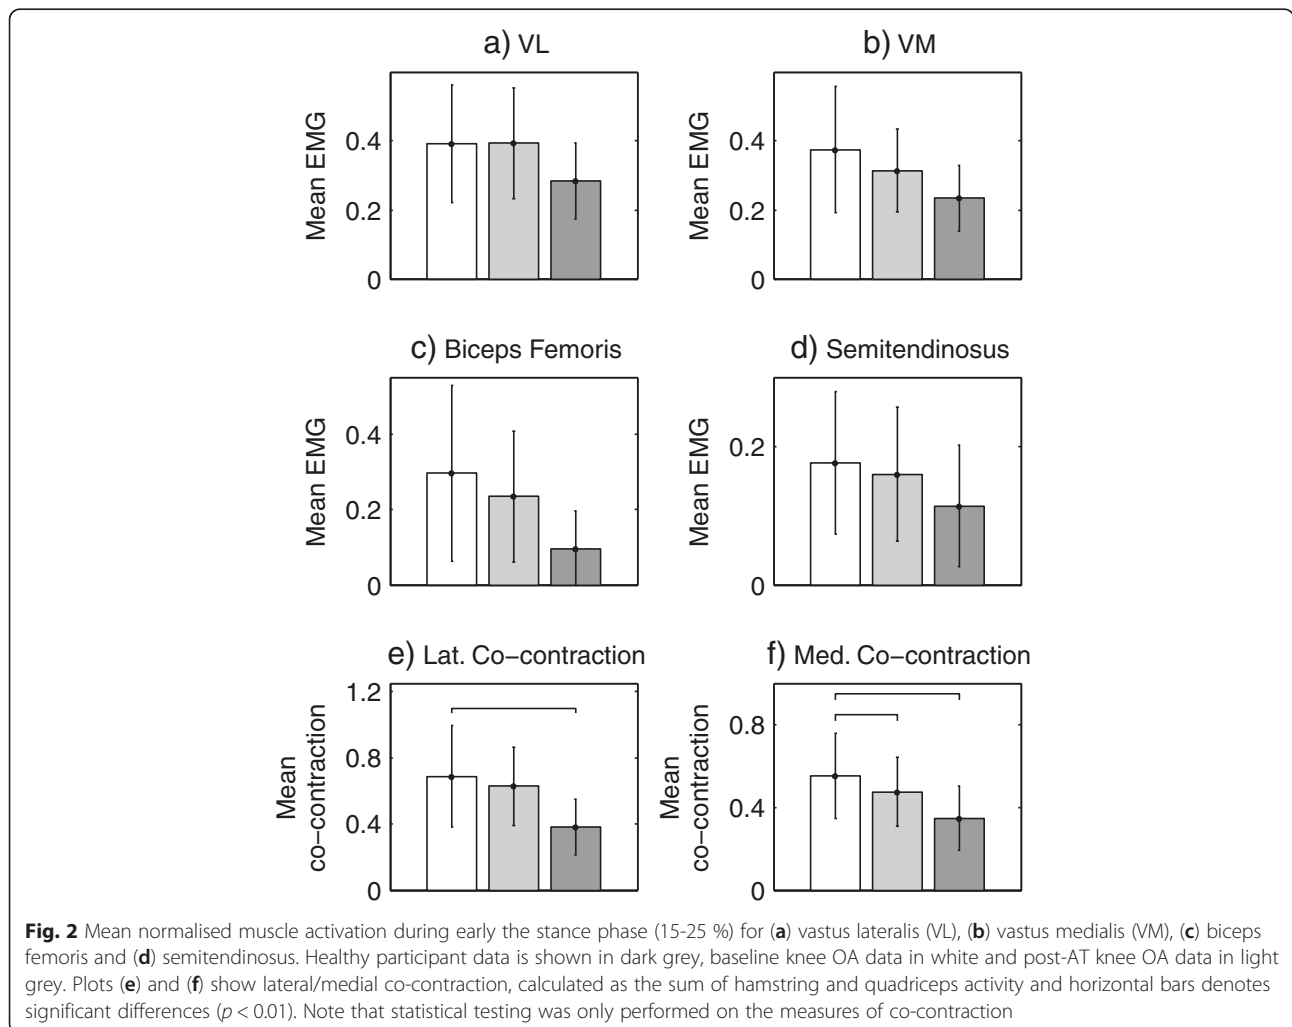 a) VL
Mean EMG
0.4
0.2
0
b) VM
Mean EMG
0.4
0.2
0
c) Biceps Femoris
Mean EMG
0.4
0.2
0
d) Semitendinosus
Mean EMG
0.2
0
e) Lat. Co−contraction
Mean
co−contraction
1.2
0.8
0.4
0
f) Med. Co−contraction
Mean
co−contraction
0.8
0.4
0
Fig. 2 Mean normalised muscle activation during early the stance phase (15-25 %) for (a) vastus lateralis (VL), (b) vastus medialis (VM), (c) biceps
femoris and (d) semitendinosus. Healthy participant data is shown in dark grey, baseline knee OA data in white and post-AT knee OA data in light
grey. Plots (e) and (f) show lateral/medial co-contraction, calculated as the sum of hamstring and quadriceps activity and horizontal bars denotes
significant differences (p < 0.01). Note that statistical testing was only performed on the measures of co-contraction